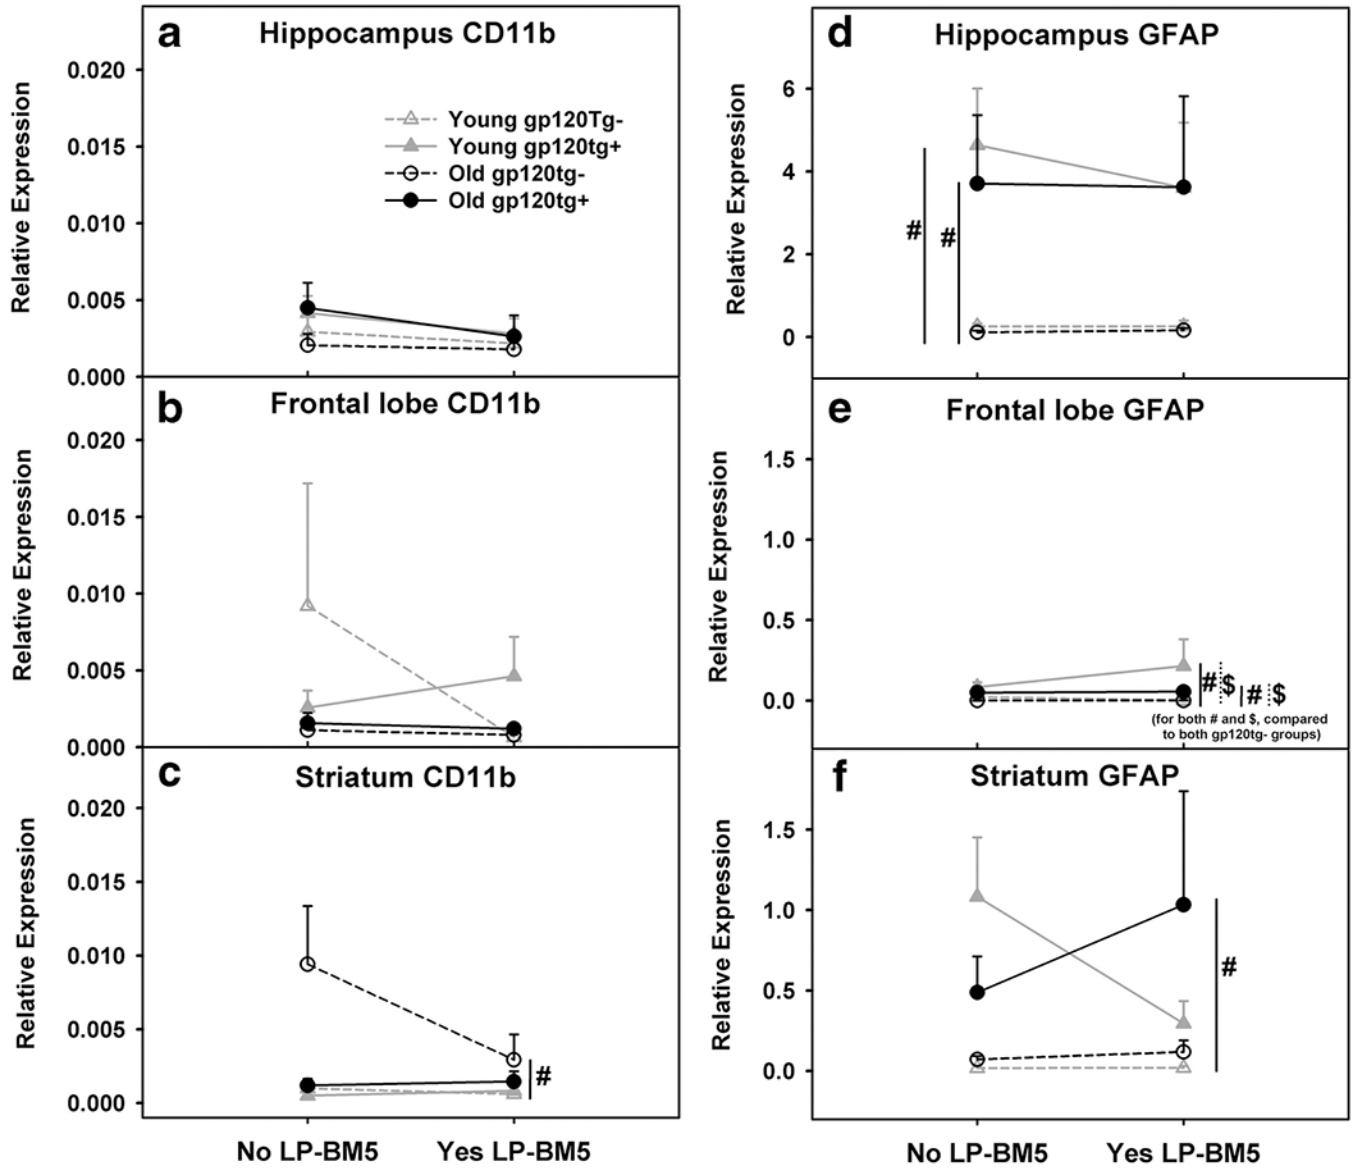 a
Hippocampus CD11b
Relative Expression
0.020
0.015
0.010
0.005
0.000
Young gp120Tg-
Young gp120tg+
Old gp120tg-
Old gp120tg+
b
Frontal lobe CD11b
Relative Expression
0.020
0.015
0.010
0.005
0.000
c
Striatum CD11b
Relative Expression
0.020
0.015
0.010
0.005
0.000
#
No LP-BM5 Yes LP-BM5
d
Hippocampus GFAP
Relative Expression
6
4
2
0
# #
e
Frontal lobe GFAP
Relative Expression
1.5
1.0
0.5
0.0
# $ # $
(for both # and $, compared
to both gp120tg- groups)
f
Striatum GFAP
Relative Expression
1.5
1.0
0.5
0.0
#
No LP-BM5 Yes LP-BM5